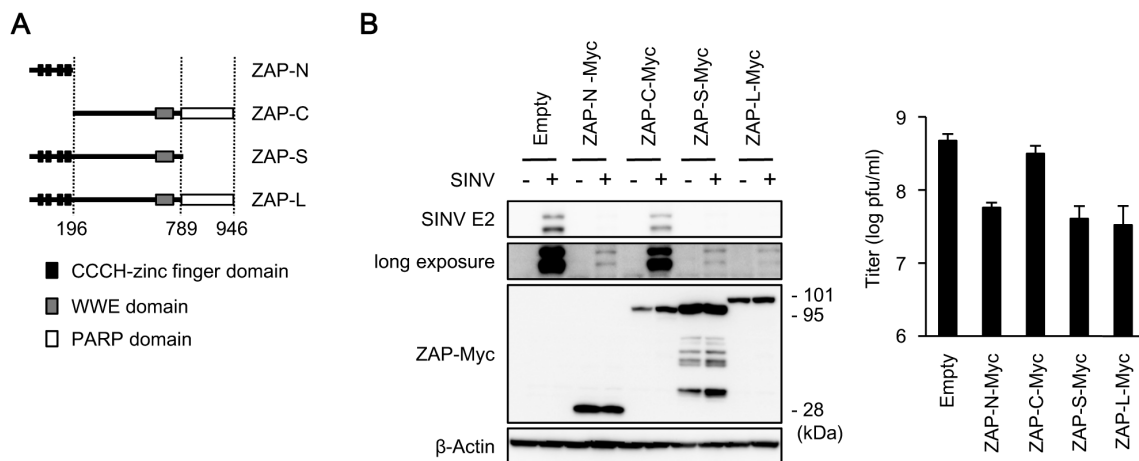 A
ZAP-N
ZAP-C
ZAP-S
ZAP-L
196 789 946
CCCH-zinc finger domain
WWE domain
PARP domain
B
Empty
ZAP-N -Myc
ZAP-C-Myc
ZAP-S-Myc
ZAP-L-Myc
SINV - + - + - + - + - +
SINV E2
long exposure
ZAP-Myc
- 101
- 95
- 28
(kDa)
β-Actin
Titer (log pfu/ml)
9
8
7
6
Empty
ZAP-N-Myc
ZAP-C-Myc
ZAP-S-Myc
ZAP-L-Myc